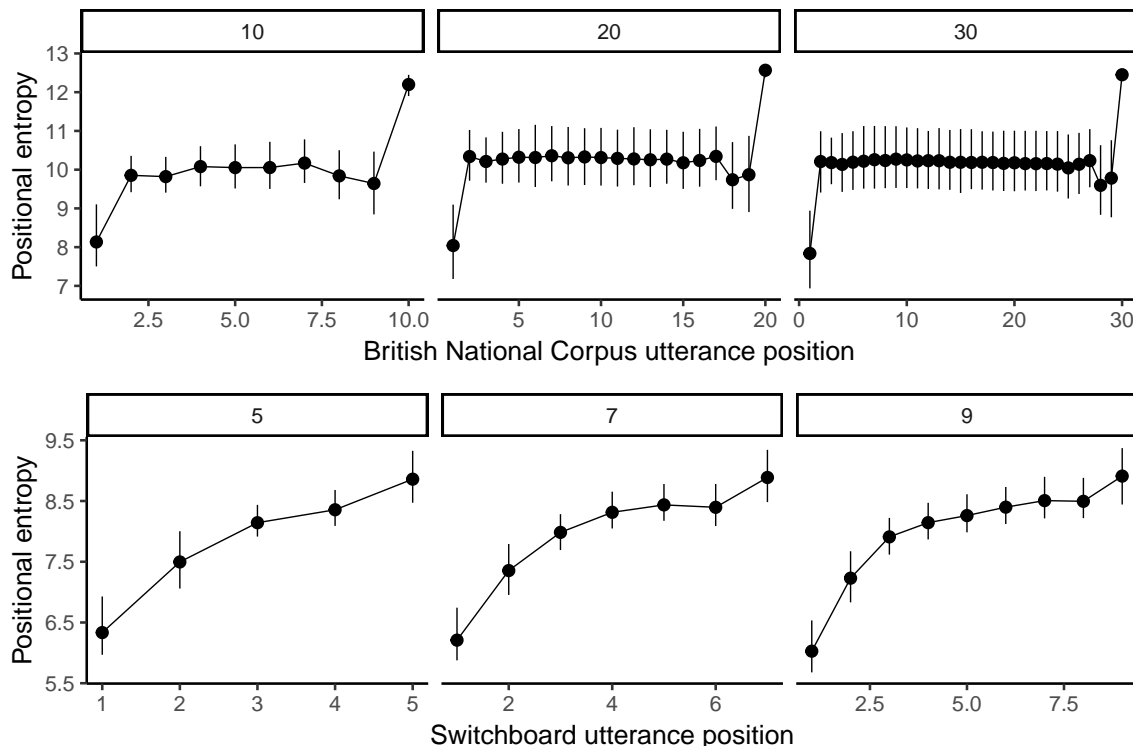 10 20 30
Positional entropy
13
12
11
10
9
8
7
2.5 5.0 7.5 10.0 5 10 15 20 0 10 20 30
British National Corpus utterance position
5 7 9
Positional entropy
9.5
8.5
7.5
6.5
5.5
1 2 3 4 5 2 4 6 2.5 5.0 7.5
Switchboard utterance position